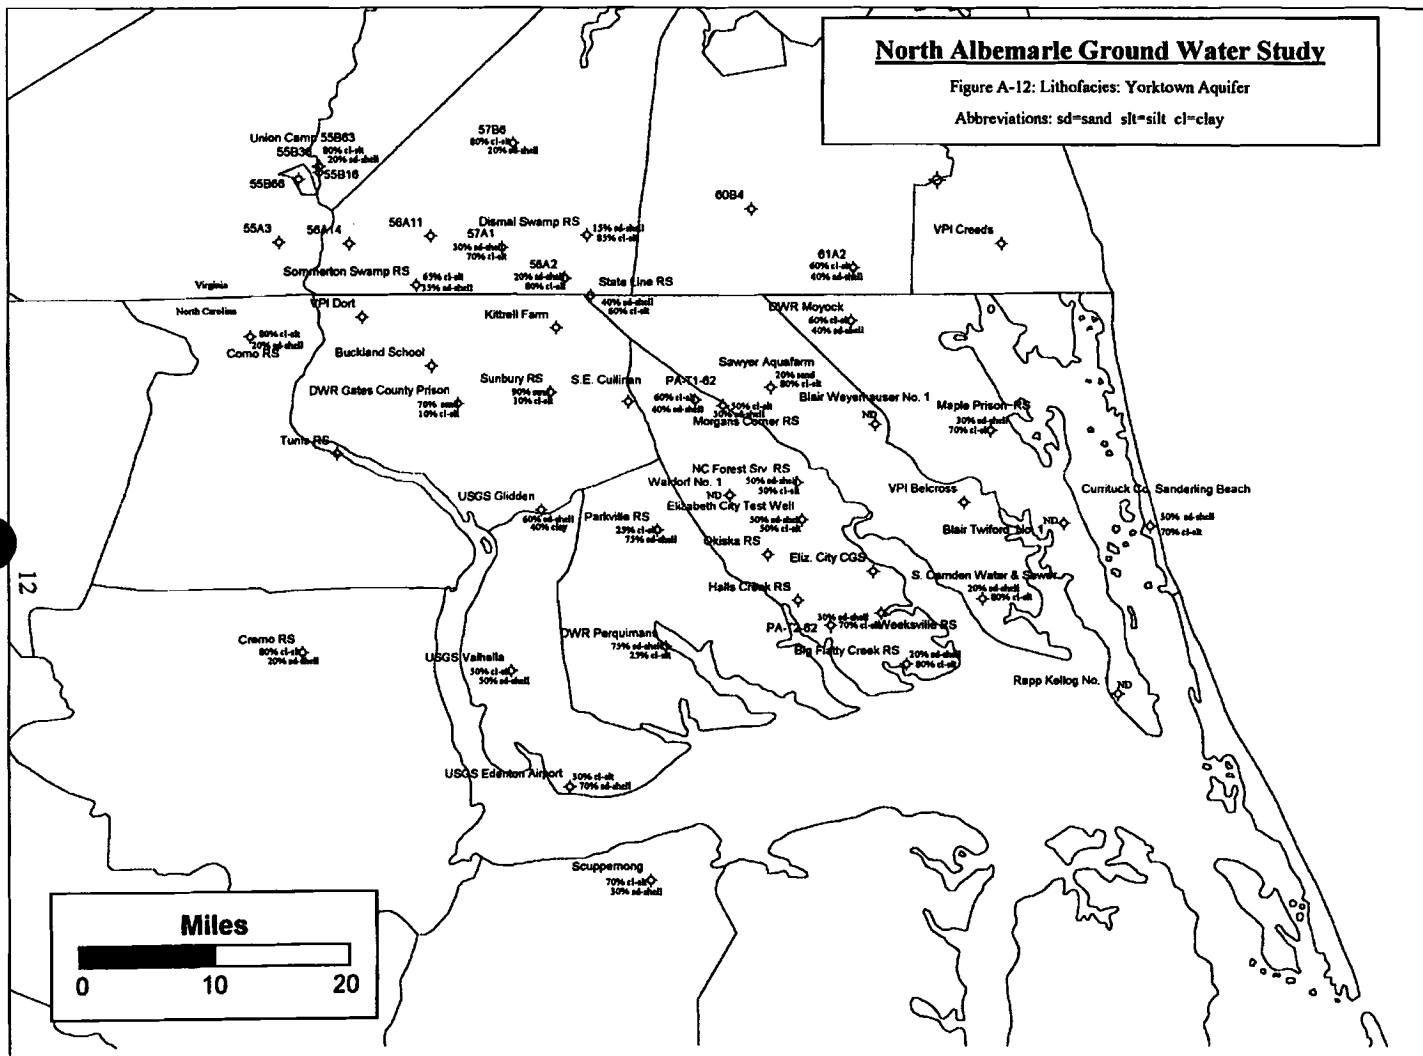 North Albemarle Ground Water Study
Figure A-12: Lithofacies: Yorktown Aquifer
Abbreviations: sd=sand slt=silt cl=clay
Union Camp 55B63
80% cl-slt
20% sd-shell
55B16
55B66
57B6
80% cl-slt
20% sd-shell
60B4
VPI Creeds
55A3
56A14
56A11
57A1
30% sd-shell
70% cl-slt
Dismal Swamp RS
15% sd-shell
85% cl-slt
61A2
60% cl-slt
40% sd-shell
Sommerton Swamp RS
65% cl-slt
35% sd-shell
20% sd-shell
80% cl-slt
State Line RS
40% sd-shell
60% cl-slt
Virginia
North Carolina
VPI Dort
Kittrell Farm
DWR Moyock
60% cl-slt
40% sd-shell
80% cl-slt
20% sd-shell
Como RS
Buckland School
Sawyer Aquafarm
20% sand
80% cl-slt
DWR Gates County Prison
70% sand
Sunbury RS
90% sand
10% cl-slt
S.E. Cullinan
PA-T1-62
60% cl-slt
40% sd-shell
50% cl-slt
50% sd-shell
Morgans Corner RS
Blair Weyerhauser No. 1
ND
Maple Prison RS
30% sd-shell
70% cl-slt
Tunis RS
NC Forest Srv RS
50% sd-shell
50% cl-slt
Waldorf No. 1
ND
Elizabeth City Test Well
50% sd-shell
50% cl-slt
USGS Glidden
60% sd-shell
40% clay
Parkville RS
25% cl-slt
75% sd-shell
VPI Belcross
Currituck Co. Sanderling Beach
30% sd-shell
70% cl-slt
Blair Twiford No. 1
ND
Okiska RS
Eliz. City CGS
12
Halls Creek RS
S. Camden Water & Sewer
20% sd-shell
80% cl-slt
30% sd-shell
70% cl-slt
Weeksville RS
PA-T2-62
Cremo RS
80% cl-slt
20% sd-shell
DWR Perquimans
75% sd-shell
25% cl-slt
USGS Valhalla
50% cl-slt
50% sd-shell
Big Flatty Creek RS
20% sd-shell
80% cl-slt
Rapp Kellog No.
ND
USGS Edenton Airport
30% cl-slt
70% sd-shell
Scuppernong
70% cl-slt
30% sd-shell
Miles
0 10 20